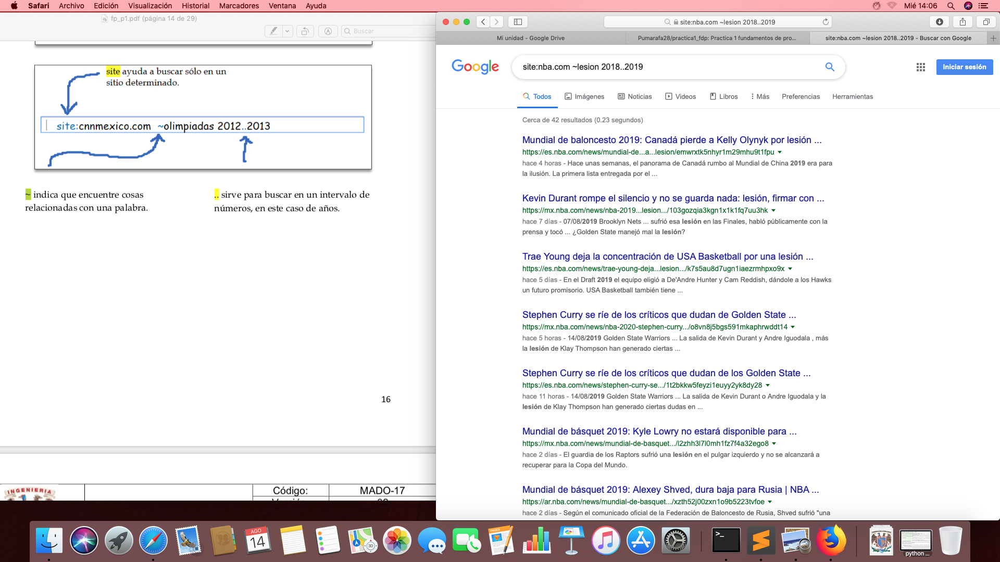 Safari Archivo Edición Visualización Historial Marcadores Ventana Ayuda
Mié 14:06
fp_p1.pdf (página 14 de 29)
Buscar
site ayuda a buscar sólo en un
sitio determinado.
site:cnnmexico.com ~olimpiadas 2012..2013
~ indica que encuentre cosas
relacionadas con una palabra.
.. sirve para buscar en un intervalo de
números, en este caso de años.
16
INGENIERIA
Código: MADO-17
site:nba.com ~lesion 2018..2019
Mi unidad - Google Drive
Pumarafa28/practica1_fdp: Practica 1 fundamentos de pro...
site:nba.com ~lesion 2018..2019 - Buscar con Google
Google
site:nba.com ~lesion 2018..2019
Iniciar sesión
Todos Imágenes Noticias Videos Libros Más Preferencias Herramientas
Cerca de 42 resultados (0.23 segundos)
Mundial de baloncesto 2019: Canadá pierde a Kelly Olynyk por lesión ...
https://es.nba.com/news/mundial-de...a...lesion/emwrxtk5nhyr1m29mhu9t1fpu
hace 4 horas - Hace unas semanas, el panorama de Canadá rumbo al Mundial de China 2019 era para
la ilusión. La primera lista entregada por el ...
Kevin Durant rompe el silencio y no se guarda nada: lesión, firmar con ...
https://mx.nba.com/news/nba-2019...lesion.../103gozqia3kgn1x1k1fq7uu3hk
hace 7 días - 07/08/2019 Brooklyn Nets ... sufrió esa lesión en las Finales, habló públicamente con la
prensa y tocó ... ¿Golden State manejó mal la lesión?
Trae Young deja la concentración de USA Basketball por una lesión ...
https://es.nba.com/news/trae-young-deja...lesion.../k7s5au8d7ugn1iaezrmhpxo9x
hace 5 días - En el Draft 2019 el equipo eligió a De'Andre Hunter y Cam Reddish, dándole a los Hawks
un futuro promisorio. USA Basketball también tiene ...
Stephen Curry se ríe de los críticos que dudan de Golden State ...
https://mx.nba.com/news/nba-2020-stephen-curry.../o8vn8j5bgs591mkaphrwddt14
hace 5 horas - 14/08/2019 Golden State Warriors ... La salida de Kevin Durant y Andre Iguodala , más
la lesión de Klay Thompson han generado ciertas ...
Stephen Curry se ríe de los críticos que dudan de los Golden State ...
https://es.nba.com/news/stephen-curry-se.../1t2bkkw5feyzi1euyy2yk8dy28
hace 11 horas - 14/08/2019 Golden State Warriors ... La salida de Kevin Durant o Andre Iguodala y la
lesión de Klay Thompson han generado ciertas dudas en ...
Mundial de básquet 2019: Kyle Lowry no estará disponible para ...
https://mx.nba.com/news/mundial-de-basquet.../l2zhh3l7l0mh1fz7f4a32ego8
hace 2 días - El guardia de los Raptors sufrió una lesión en el pulgar izquierdo y no se alcanzará a
recuperar para la Copa del Mundo.
Mundial de básquet 2019: Alexey Shved, dura baja para Rusia | NBA ...
https://ar.nba.com/news/mundial-de-basquet.../xzth52j00zxn1o9b5223tvfoe
hace 2 días - Según el comunicado oficial de la Federación de Baloncesto de Rusia, Shved sufrió "una
AGO
14
3D
PAGES
>_
python ...